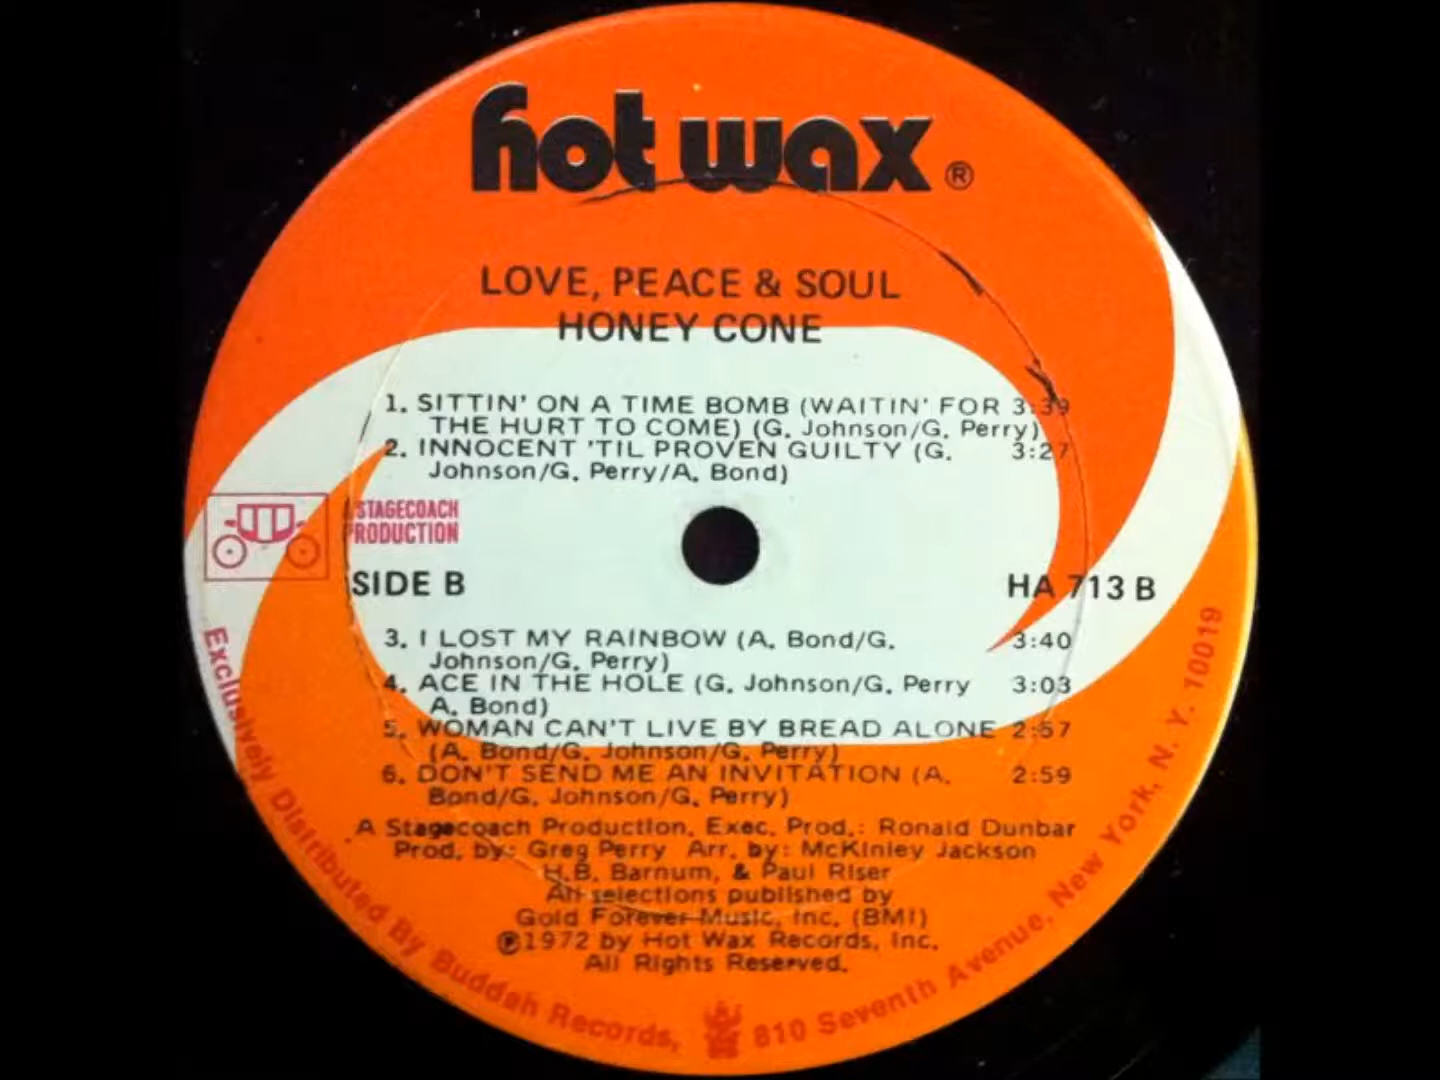 hot wax ®
LOVE, PEACE & SOUL
HONEY CONE
1. SITTIN' ON A TIME BOMB (WAITIN' FOR 3:39
THE HURT TO COME) (G. Johnson/G. Perry)
2. INNOCENT 'TIL PROVEN GUILTY (G. 3:27
Johnson/G. Perry/A. Bond)
STAGECOACH
PRODUCTION
SIDE B HA 713 B
3. I LOST MY RAINBOW (A. Bond/G. 3:40
Johnson/G. Perry)
4. ACE IN THE HOLE (G. Johnson/G. Perry 3:03
A. Bond)
5. WOMAN CAN'T LIVE BY BREAD ALONE 2:57
(A. Bond/G. Johnson/G. Perry)
6. DON'T SEND ME AN INVITATION (A. 2:59
Bond/G. Johnson/G. Perry)
A Stagecoach Production, Exec. Prod.: Ronald Dunbar
Prod. by: Greg Perry Arr. by: McKinley Jackson
H.B. Barnum, & Paul Riser
All selections published by
Gold Forever Music, Inc. (BMI)
℗1972 by Hot Wax Records, Inc.
All Rights Reserved.
Exclusively Distributed By Buddah Records, 810 Seventh Avenue, New York, N. Y. 10019